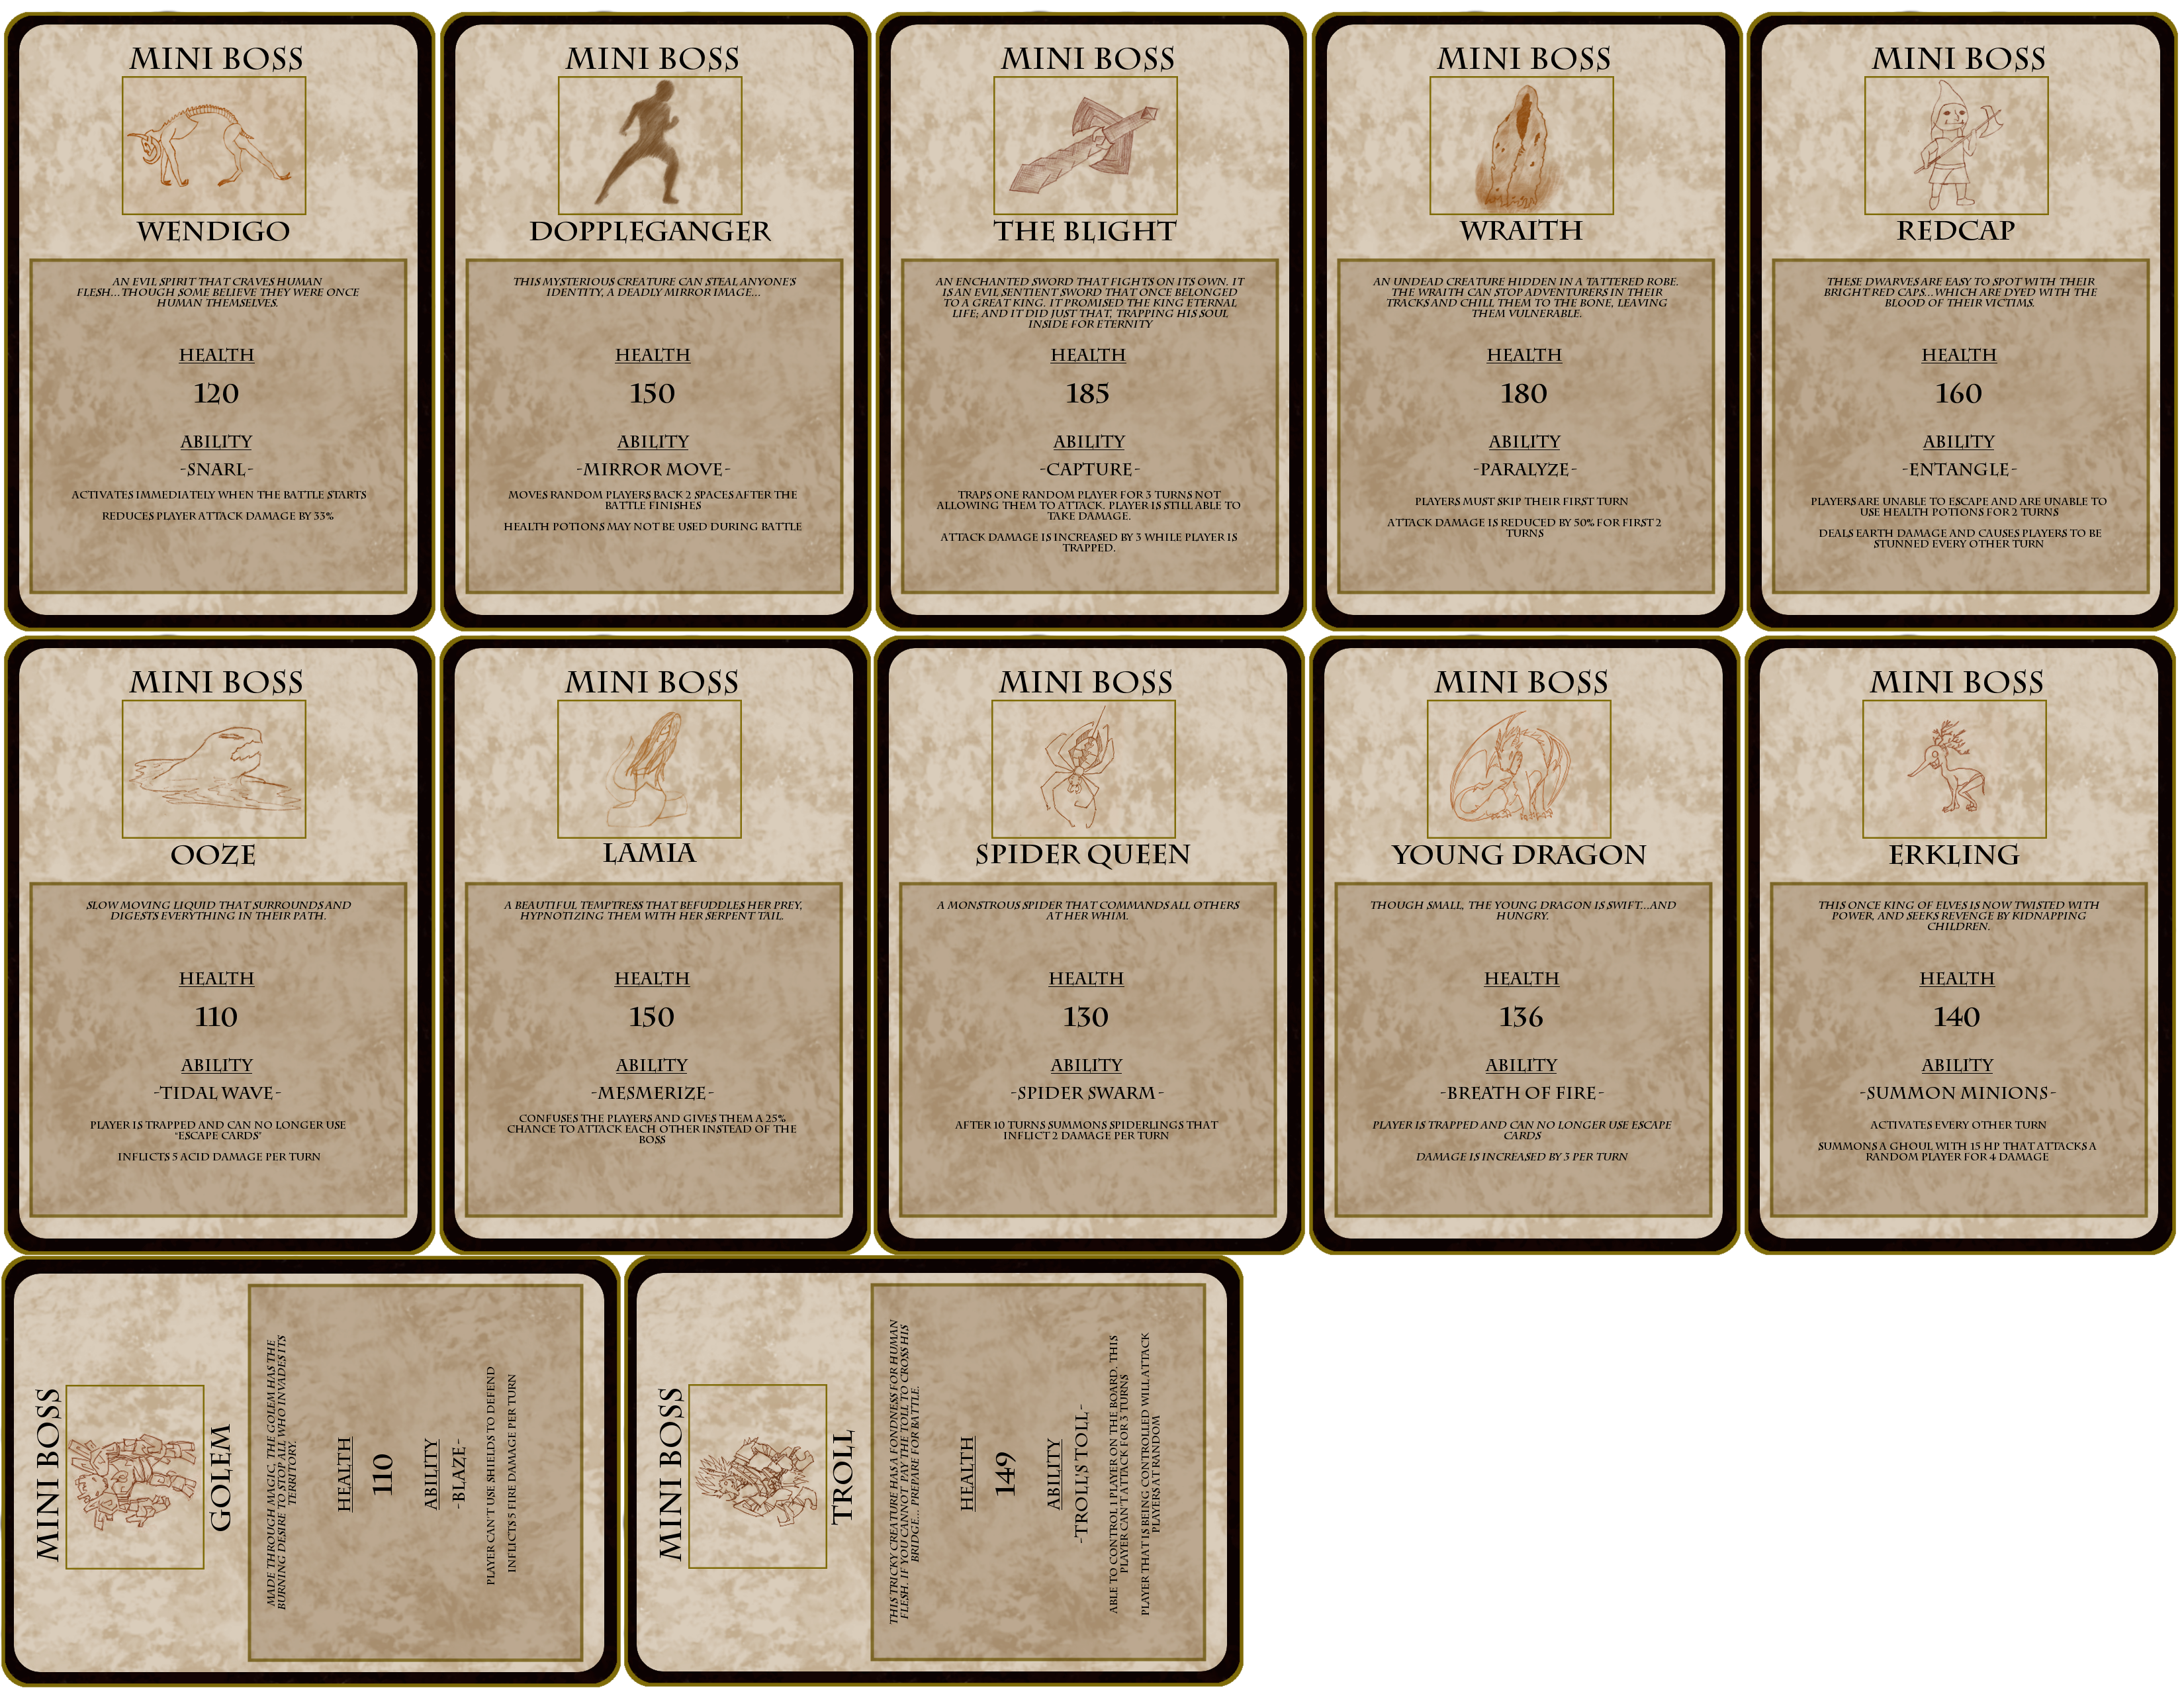 MINI BOSS
WENDIGO
AN EVIL SPIRIT THAT CRAVES HUMAN
FLESH...THOUGH SOME BELIEVE THEY WERE ONCE
HUMAN THEMSELVES.
HEALTH
120
ABILITY
-SNARL-
ACTIVATES IMMEDIATELY WHEN THE BATTLE STARTS
REDUCES PLAYER ATTACK DAMAGE BY 33%
MINI BOSS
DOPPLEGANGER
THIS MYSTERIOUS CREATURE CAN STEAL ANYONE'S
IDENTITY, A DEADLY MIRROR IMAGE...
HEALTH
150
ABILITY
-MIRROR MOVE-
MOVES RANDOM PLAYERS BACK 2 SPACES AFTER THE
BATTLE FINISHES
HEALTH POTIONS MAY NOT BE USED DURING BATTLE
MINI BOSS
THE BLIGHT
AN ENCHANTED SWORD THAT FIGHTS ON ITS OWN. IT
IS AN EVIL SENTIENT SWORD THAT ONCE BELONGED
TO A GREAT KING. IT PROMISED THE KING ETERNAL
LIFE; AND IT DID JUST THAT, TRAPPING HIS SOUL
INSIDE FOR ETERNITY
HEALTH
185
ABILITY
-CAPTURE-
TRAPS ONE RANDOM PLAYER FOR 3 TURNS NOT
ALLOWING THEM TO ATTACK. PLAYER IS STILL ABLE TO
TAKE DAMAGE.
ATTACK DAMAGE IS INCREASED BY 3 WHILE PLAYER IS
TRAPPED.
MINI BOSS
WRAITH
AN UNDEAD CREATURE HIDDEN IN A TATTERED ROBE.
THE WRAITH CAN STOP ADVENTURERS IN THEIR
TRACKS AND CHILL THEM TO THE BONE, LEAVING
THEM VULNERABLE.
HEALTH
180
ABILITY
-PARALYZE-
PLAYERS MUST SKIP THEIR FIRST TURN
ATTACK DAMAGE IS REDUCED BY 50% FOR FIRST 2
TURNS
MINI BOSS
REDCAP
THESE DWARVES ARE EASY TO SPOT WITH THEIR
BRIGHT RED CAPS...WHICH ARE DYED WITH THE
BLOOD OF THEIR VICTIMS.
HEALTH
160
ABILITY
-ENTANGLE-
PLAYERS ARE UNABLE TO ESCAPE AND ARE UNABLE TO
USE HEALTH POTIONS FOR 2 TURNS
DEALS EARTH DAMAGE AND CAUSES PLAYERS TO BE
STUNNED EVERY OTHER TURN
MINI BOSS
OOZE
SLOW MOVING LIQUID THAT SURROUNDS AND
DIGESTS EVERYTHING IN THEIR PATH.
HEALTH
110
ABILITY
-TIDAL WAVE-
PLAYER IS TRAPPED AND CAN NO LONGER USE
"ESCAPE CARDS"
INFLICTS 5 ACID DAMAGE PER TURN
MINI BOSS
LAMIA
A BEAUTIFUL TEMPTRESS THAT BEFUDDLES HER PREY,
HYPNOTIZING THEM WITH HER SERPENT TAIL.
HEALTH
150
ABILITY
-MESMERIZE-
CONFUSES THE PLAYERS AND GIVES THEM A 25%
CHANCE TO ATTACK EACH OTHER INSTEAD OF THE
BOSS
MINI BOSS
SPIDER QUEEN
A MONSTROUS SPIDER THAT COMMANDS ALL OTHERS
AT HER WHIM.
HEALTH
130
ABILITY
-SPIDER SWARM-
AFTER 10 TURNS SUMMONS SPIDERLINGS THAT
INFLICT 2 DAMAGE PER TURN
MINI BOSS
YOUNG DRAGON
THOUGH SMALL, THE YOUNG DRAGON IS SWIFT...AND
HUNGRY.
HEALTH
136
ABILITY
-BREATH OF FIRE-
PLAYER IS TRAPPED AND CAN NO LONGER USE ESCAPE
CARDS
DAMAGE IS INCREASED BY 3 PER TURN
MINI BOSS
ERKLING
THIS ONCE KING OF ELVES IS NOW TWISTED WITH
POWER, AND SEEKS REVENGE BY KIDNAPPING
CHILDREN.
HEALTH
140
ABILITY
-SUMMON MINIONS-
ACTIVATES EVERY OTHER TURN
SUMMONS A GHOUL WITH 15 HP THAT ATTACKS A
RANDOM PLAYER FOR 4 DAMAGE
MINI BOSS
GOLEM
MADE THROUGH MAGIC, THE GOLEM HAS THE
BURNING DESIRE TO STOP ALL WHO INVADES ITS
TERRITORY.
HEALTH
110
ABILITY
-BLAZE-
PLAYER CAN'T USE SHIELDS TO DEFEND
INFLICTS 5 FIRE DAMAGE PER TURN
MINI BOSS
TROLL
THIS TRICKY CREATURE HAS A FONDNESS FOR HUMAN
FLESH. IF YOU CANNOT PAY THE TOLL TO CROSS HIS
BRIDGE... PREPARE FOR BATTLE.
HEALTH
149
ABILITY
-TROLL'S TOLL-
ABLE TO CONTROL 1 PLAYER ON THE BOARD. THIS
PLAYER CAN'T ATTACK FOR 3 TURNS
PLAYER THAT IS BEING CONTROLLED WILL ATTACK
PLAYERS AT RANDOM